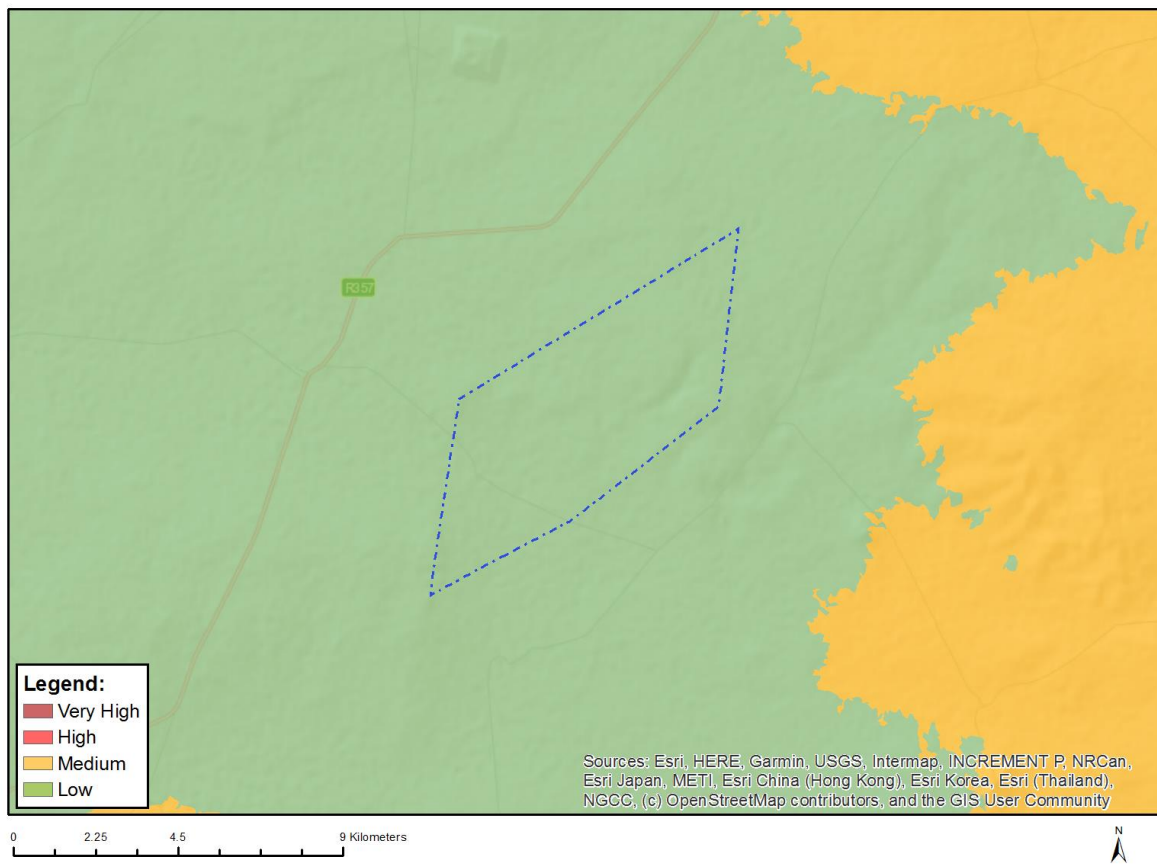 R357
Legend:
Very High
High
Medium
Low
Sources: Esri, HERE, Garmin, USGS, Intermap, INCREMENT P, NRCan,
Esri Japan, METI, Esri China (Hong Kong), Esri Korea, Esri (Thailand),
NGCC, (c) OpenStreetMap contributors, and the GIS User Community
0 2.25 4.5 9 Kilometers
N